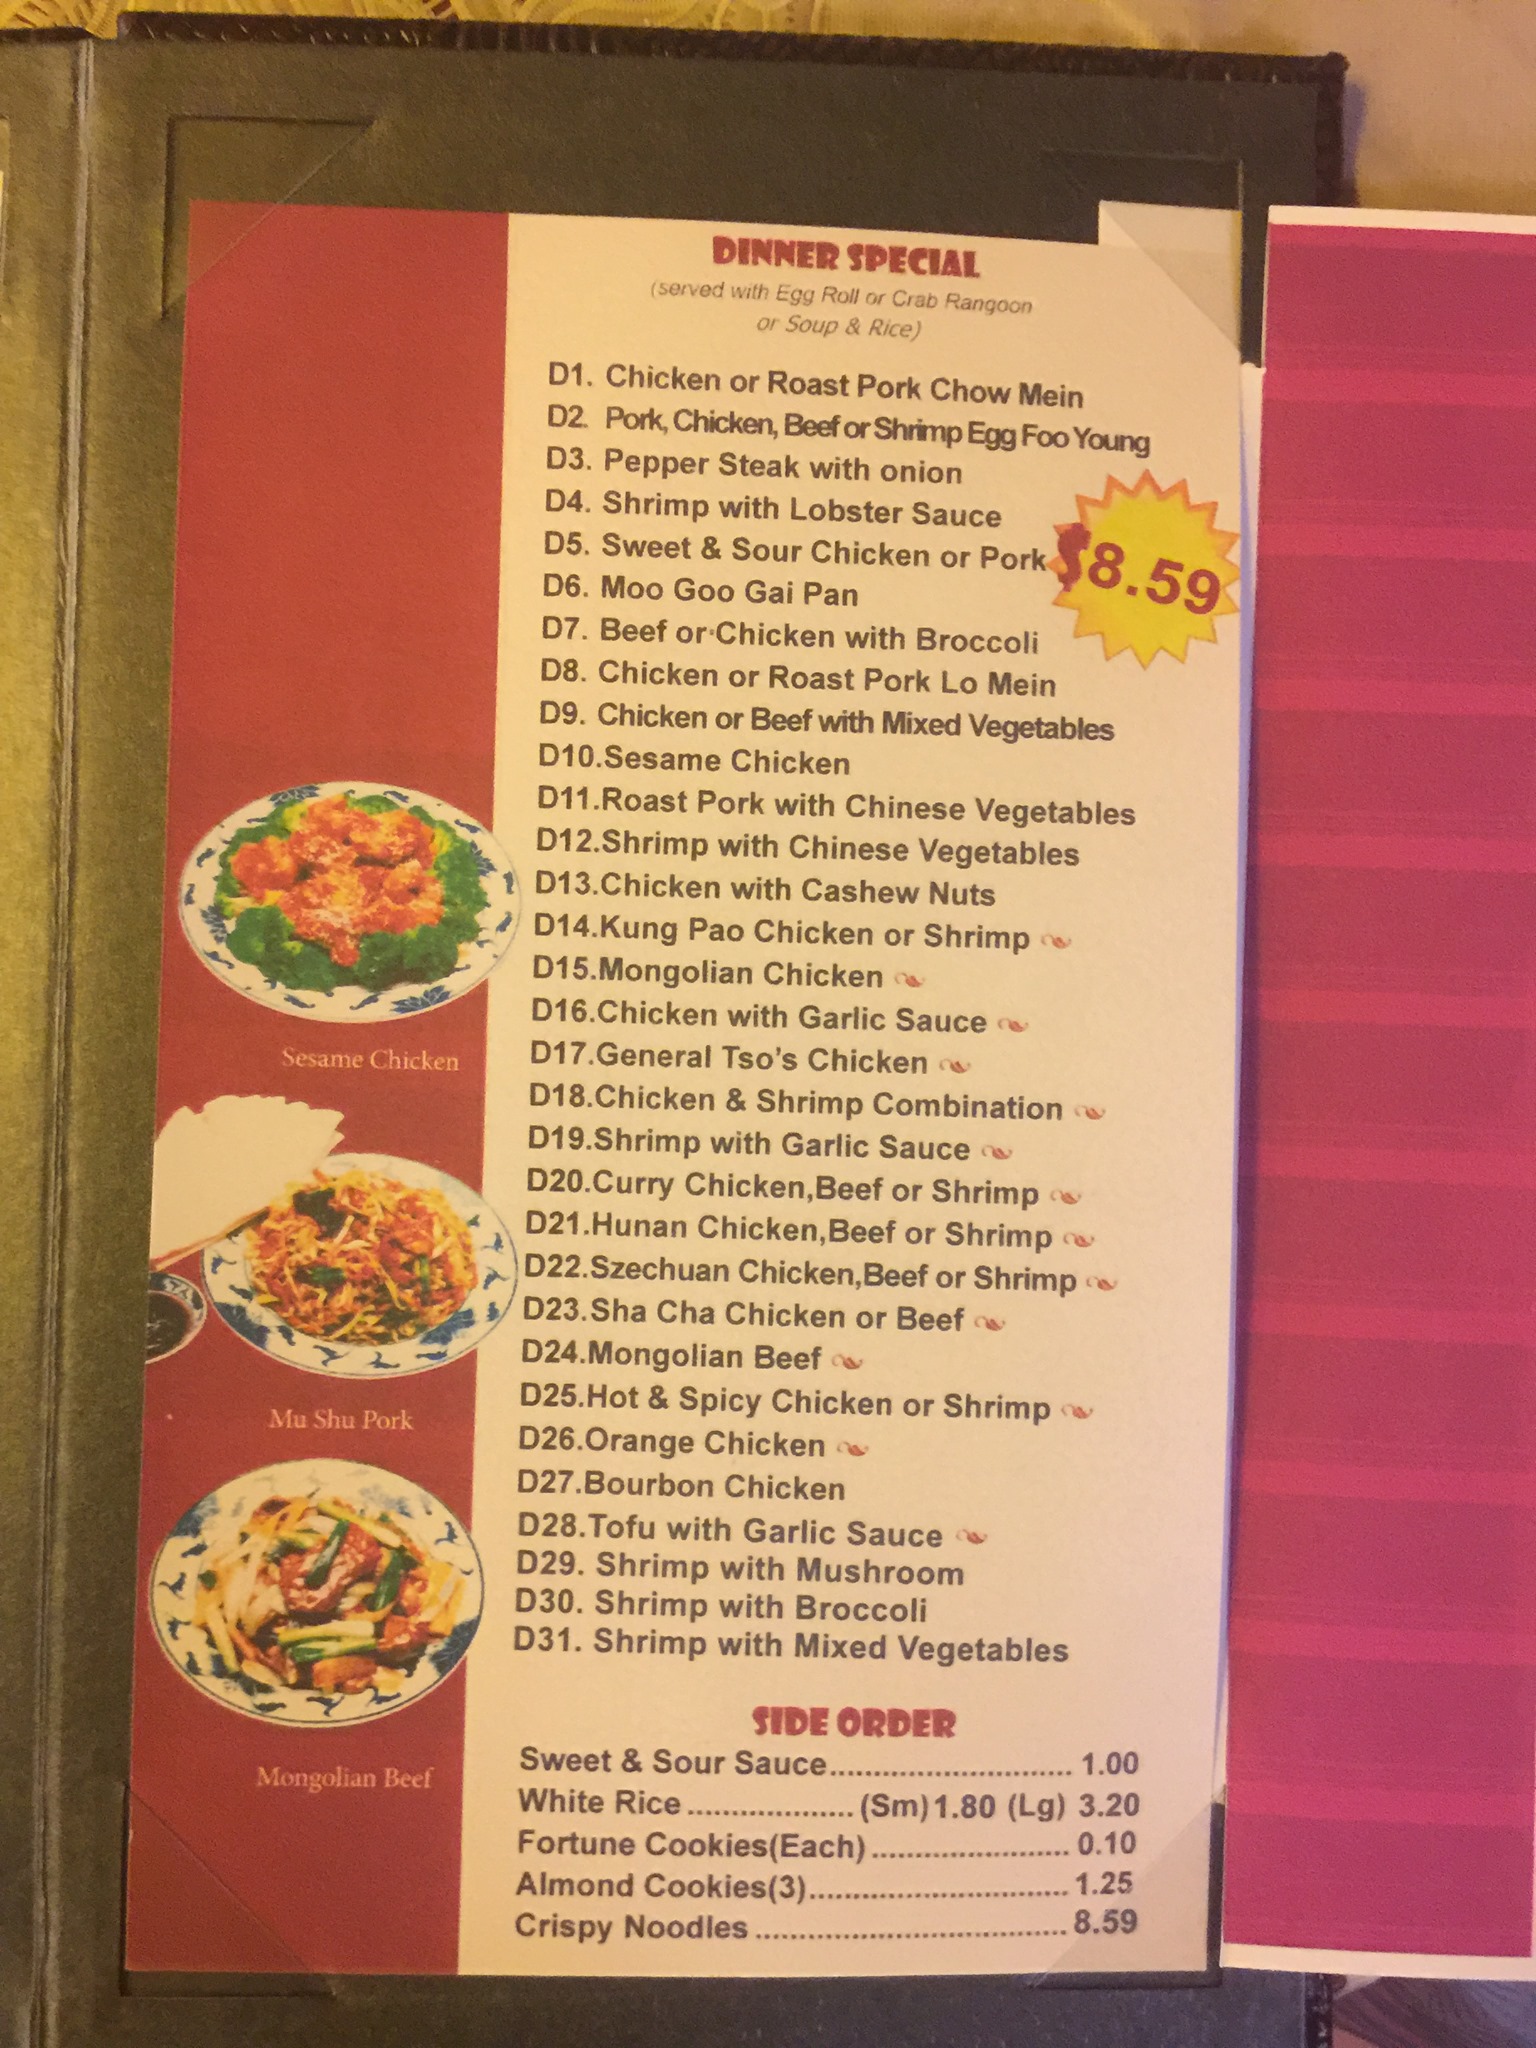 DINNER SPECIAL
(served with Egg Roll or Crab Rangoon
or Soup & Rice)
D1. Chicken or Roast Pork Chow Mein
D2. Pork, Chicken, Beef or Shrimp Egg Foo Young
D3. Pepper Steak with onion
D4. Shrimp with Lobster Sauce
D5. Sweet & Sour Chicken or Pork
$8.59
D6. Moo Goo Gai Pan
D7. Beef or Chicken with Broccoli
D8. Chicken or Roast Pork Lo Mein
D9. Chicken or Beef with Mixed Vegetables
D10.Sesame Chicken
D11.Roast Pork with Chinese Vegetables
D12.Shrimp with Chinese Vegetables
D13.Chicken with Cashew Nuts
D14.Kung Pao Chicken or Shrimp
D15.Mongolian Chicken
D16.Chicken with Garlic Sauce
D17.General Tso's Chicken
D18.Chicken & Shrimp Combination
D19.Shrimp with Garlic Sauce
D20.Curry Chicken,Beef or Shrimp
D21.Hunan Chicken,Beef or Shrimp
D22.Szechuan Chicken,Beef or Shrimp
D23.Sha Cha Chicken or Beef
D24.Mongolian Beef
D25.Hot & Spicy Chicken or Shrimp
D26.Orange Chicken
D27.Bourbon Chicken
D28.Tofu with Garlic Sauce
D29. Shrimp with Mushroom
D30. Shrimp with Broccoli
D31. Shrimp with Mixed Vegetables
SIDE ORDER
Sweet & Sour Sauce............................ 1.00
White Rice.................... (Sm)1.80 (Lg) 3.20
Fortune Cookies(Each)....................... 0.10
Almond Cookies(3).............................. 1.25
Crispy Noodles.................................... 8.59
Sesame Chicken
Mu Shu Pork
Mongolian Beef